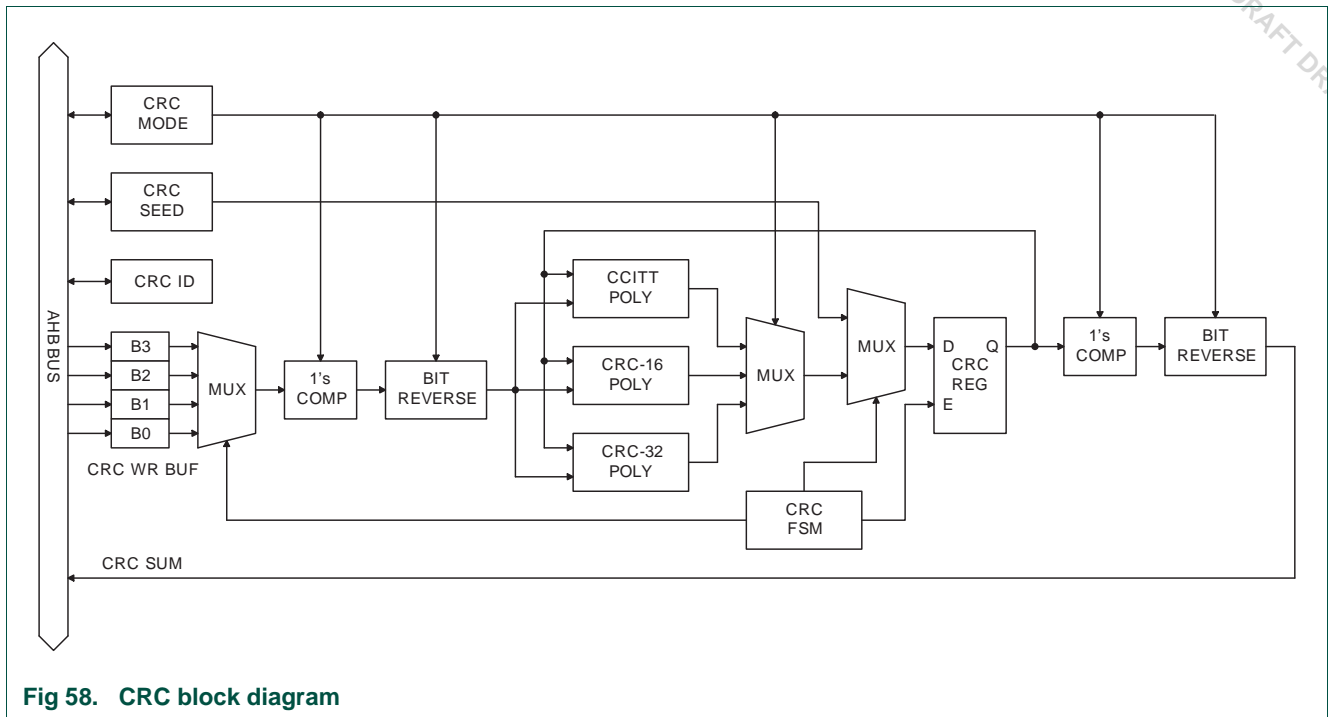 DRAFT DRA
CRC
MODE
CRC
SEED
CRC ID
AHB BUS
B3
B2
B1
B0
CRC WR BUF
MUX
1's
COMP
BIT
REVERSE
CCITT
POLY
CRC-16
POLY
CRC-32
POLY
MUX
MUX
D Q
CRC
REG
E
1's
COMP
BIT
REVERSE
CRC
FSM
CRC SUM
Fig 58. CRC block diagram